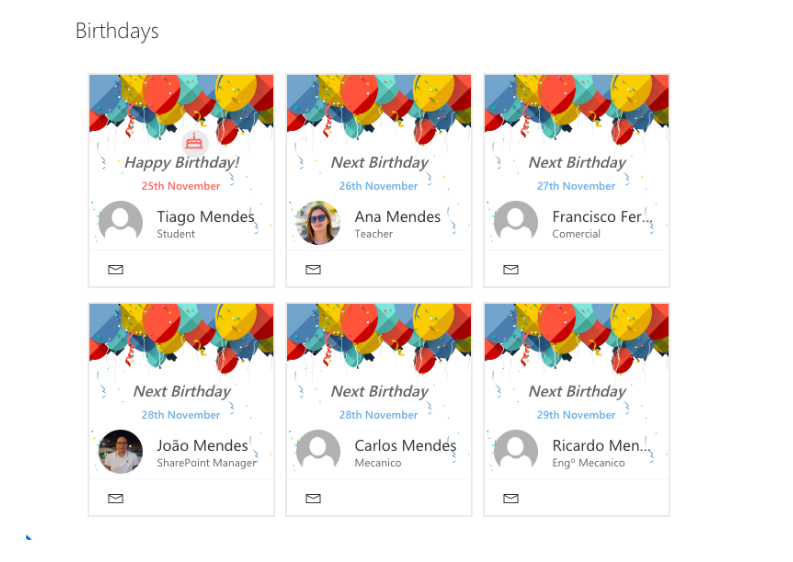 Birthdays
Happy Birthday!
25th November
Tiago Mendes
Student
Next Birthday
26th November
Ana Mendes
Teacher
Next Birthday
27th November
Francisco Fer...
Comercial
Next Birthday
28th November
João Mendes
SharePoint Manager
Next Birthday
28th November
Carlos Mendes
Mecanico
Next Birthday
29th November
Ricardo Men...
Engº Mecanico